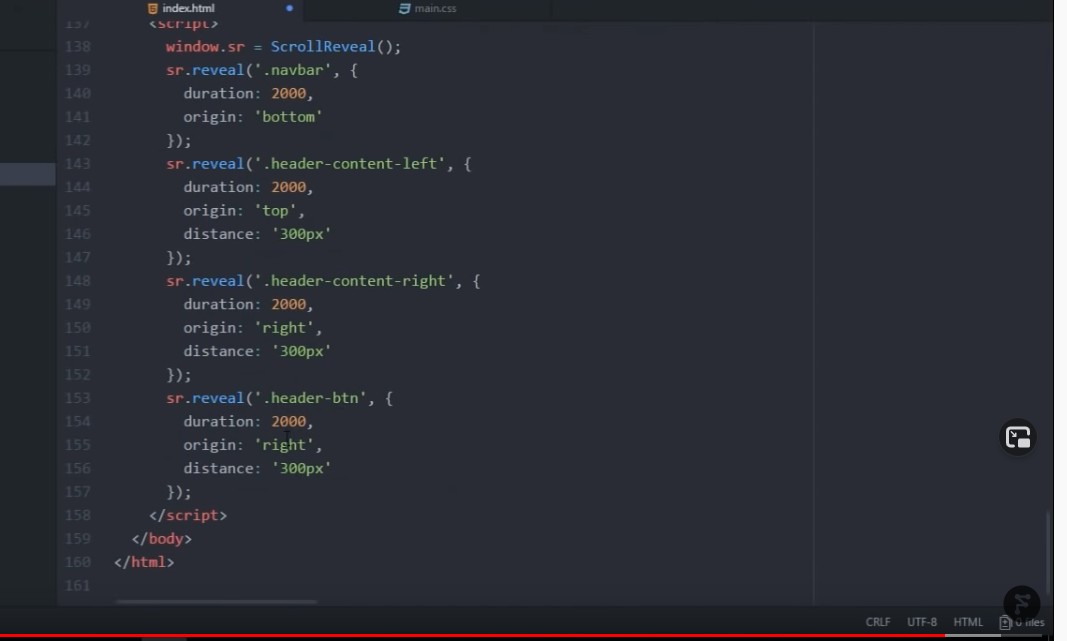 index.html
main.css
137 <script>
138 window.sr = ScrollReveal();
139 sr.reveal('.navbar', {
140 duration: 2000,
141 origin: 'bottom'
142 });
143 sr.reveal('.header-content-left', {
144 duration: 2000,
145 origin: 'top',
146 distance: '300px'
147 });
148 sr.reveal('.header-content-right', {
149 duration: 2000,
150 origin: 'right',
151 distance: '300px'
152 });
153 sr.reveal('.header-btn', {
154 duration: 2000,
155 origin: 'right',
156 distance: '300px'
157 });
158 </script>
159 </body>
160 </html>
161
CRLF UTF-8 HTML 0 files